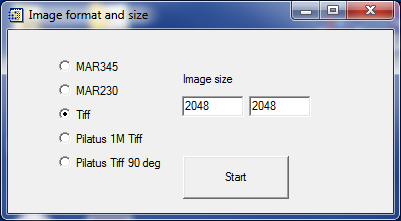 Image format and size
MAR345
MAR230
Tiff
Pilatus 1M Tiff
Pilatus Tiff 90 deg
Image size
2048 2048
Start